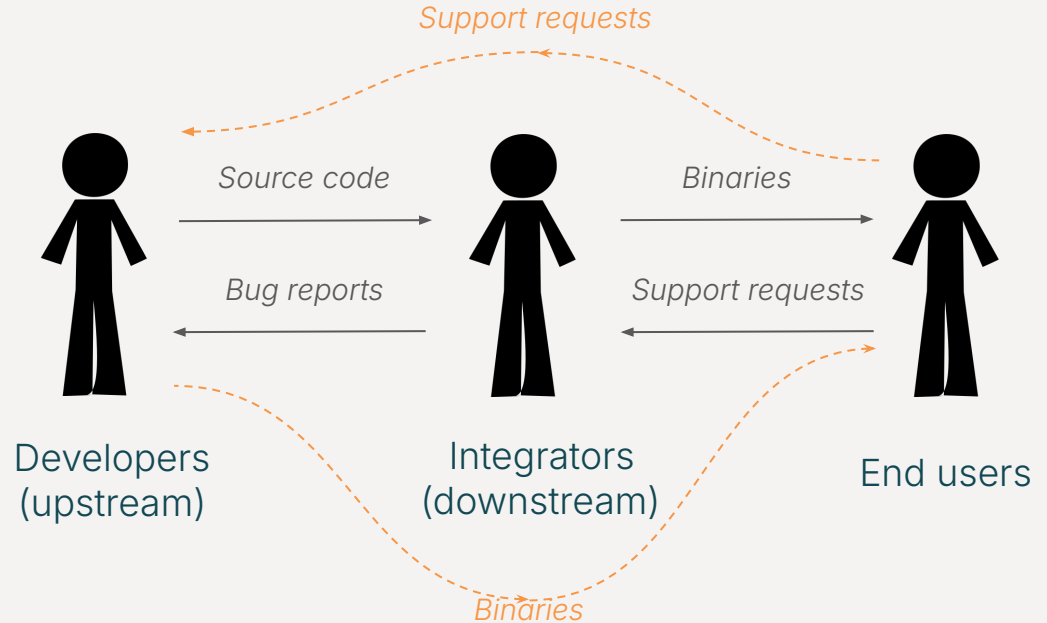 Support requests
Source code
Binaries
Bug reports
Support requests
Developers
(upstream)
Integrators
(downstream)
End users
Binaries